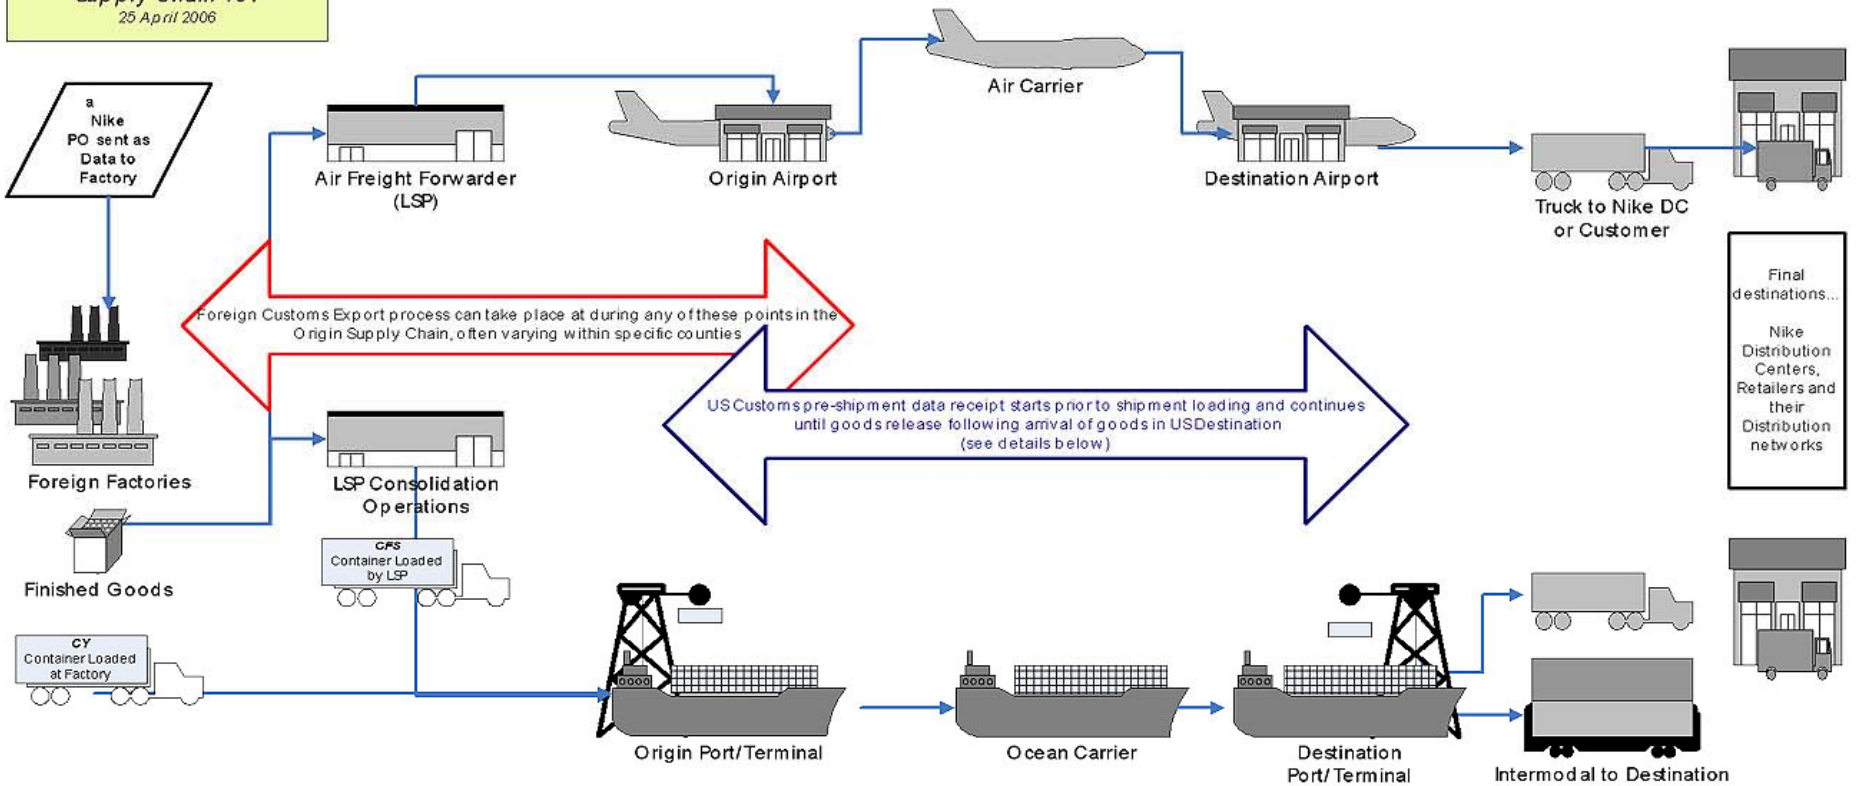 Supply Chain 101
25 April 2006
a
Nike
PO sent as
Data to
Factory
Air Freight Forwarder
(LSP)
Origin Airport
Air Carrier
Destination Airport
Truck to Nike DC
or Customer
Foreign Customs Export process can take place at during any of these points in the
Origin Supply Chain, often varying within specific counties
US Customs pre-shipment data receipt starts prior to shipment loading and continues
until goods release following arrival of goods in US Destination
(see details below)
Final
destinations...
Nike
Distribution
Centers,
Retailers and
their
Distribution
networks
Foreign Factories
LSP Consolidation
Operations
Finished Goods
CFS
Container Loaded
by LSP
CY
Container Loaded
at Factory
Origin Port/Terminal
Ocean Carrier
Destination
Port/Terminal
Intermodal to Destination